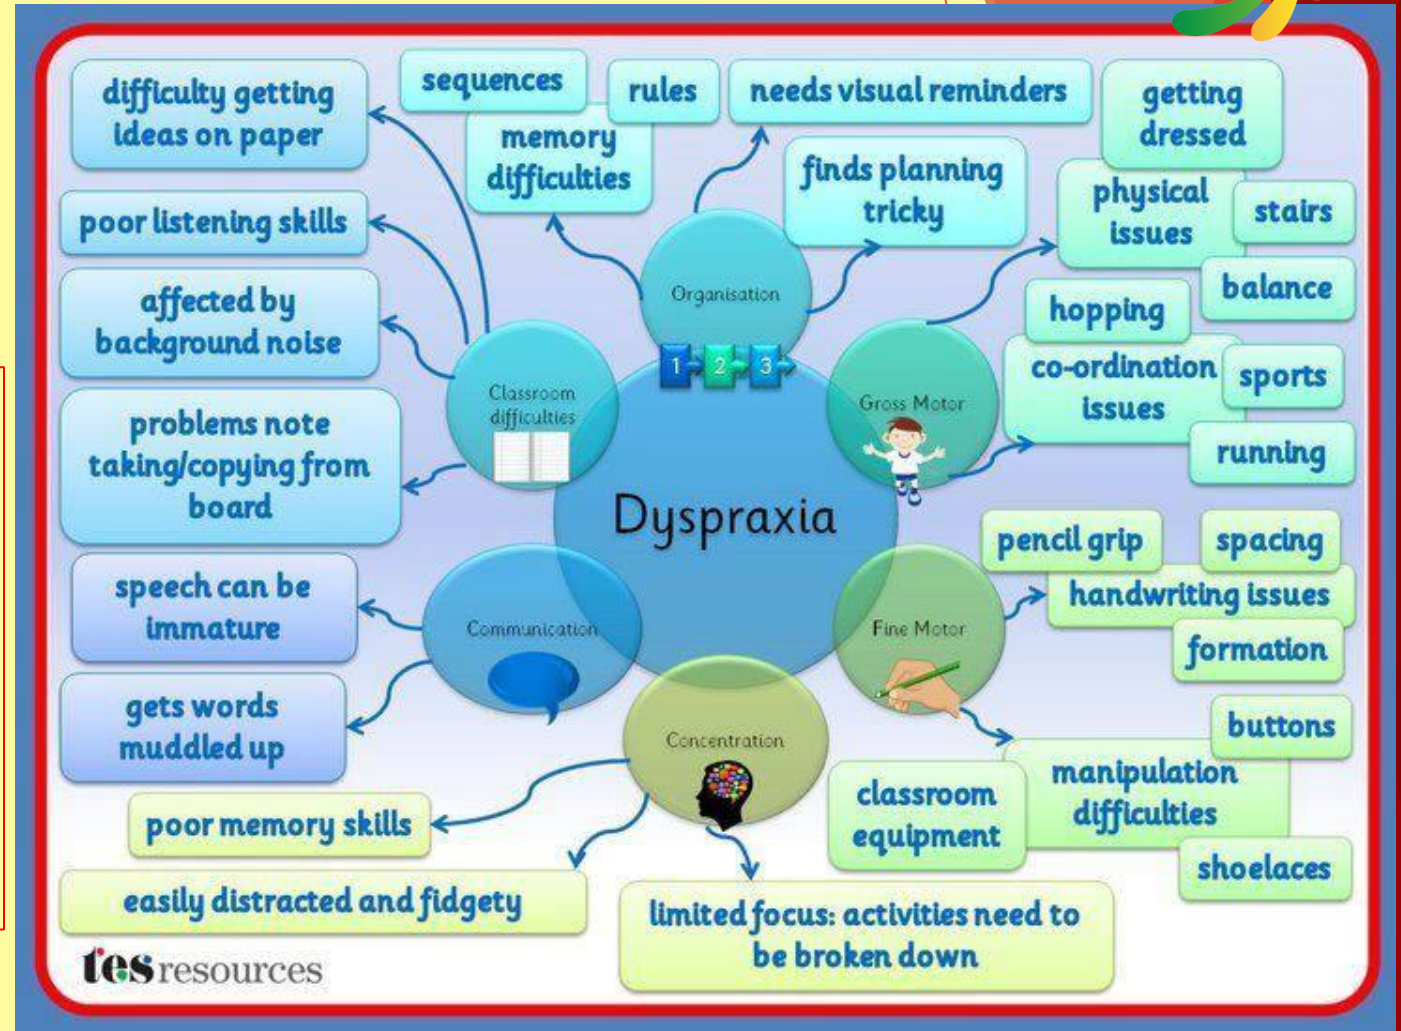 difficulty getting
ideas on paper
poor listening skills
affected by
background noise
problems note
taking/copying from
board
speech can be
immature
gets words
muddled up
poor memory skills
easily distracted and fidgety
limited focus: activities need to
be broken down
sequences
rules
memory
difficulties
needs visual reminders
finds planning
tricky
getting
dressed
physical
issues
stairs
balance
hopping
co-ordination
issues
sports
running
pencil grip
spacing
handwriting issues
formation
buttons
manipulation
difficulties
classroom
equipment
shoelaces
Organisation
1 2 3
Classroom
difficulties
Gross Motor
Dyspraxia
Communication
Fine Motor
Concentration
tes resources